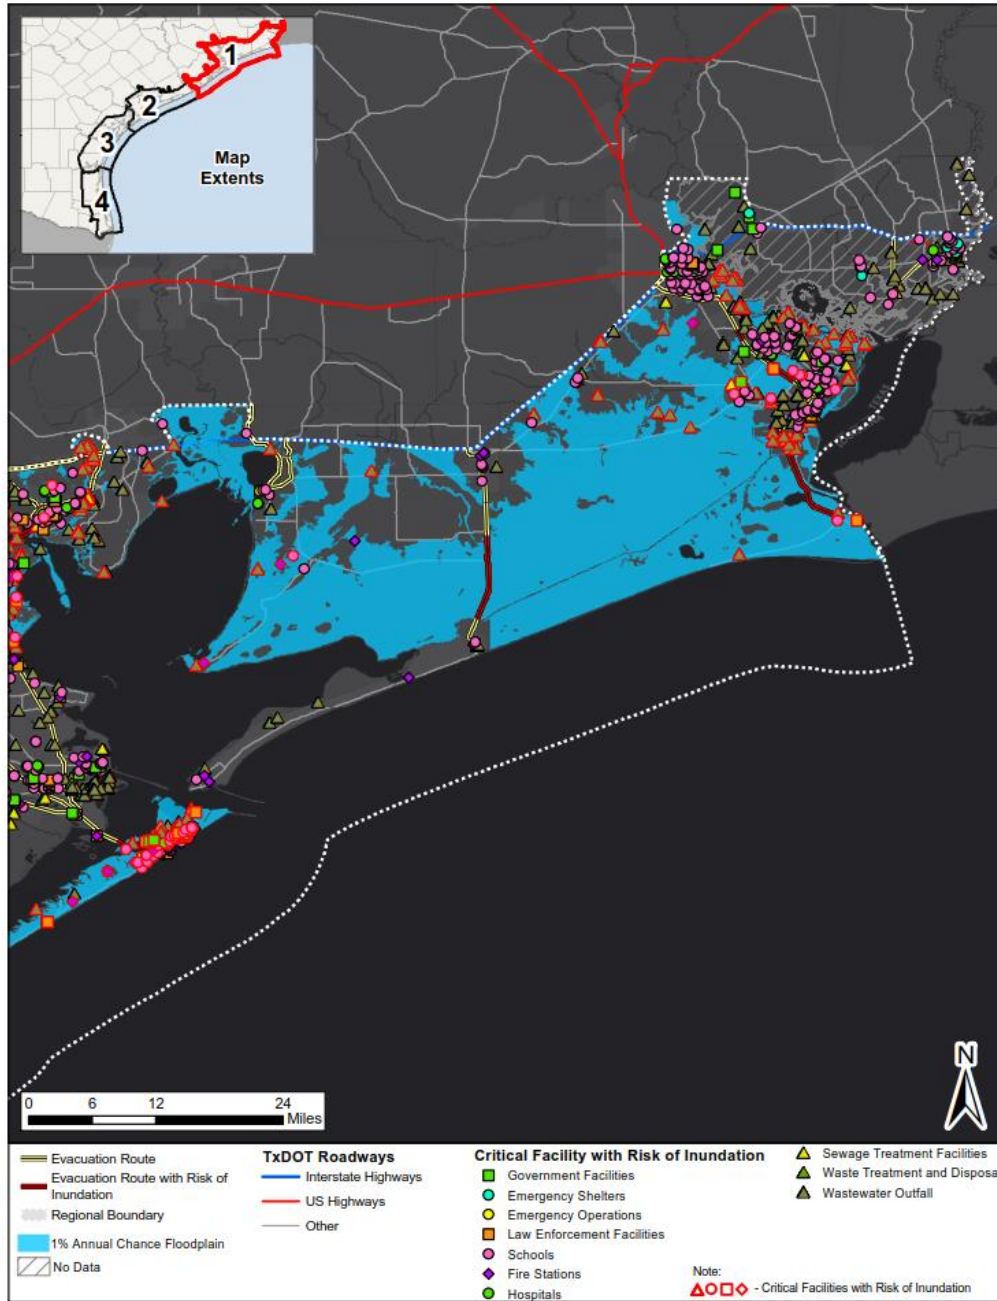 1
2
3
4
Map
Extents
N
0 6 12 24
Miles
Evacuation Route
Evacuation Route with Risk of
Inundation
Regional Boundary
1% Annual Chance Floodplain
No Data
TxDOT Roadways
Interstate Highways
US Highways
Other
Critical Facility with Risk of Inundation
Government Facilities
Emergency Shelters
Emergency Operations
Law Enforcement Facilities
Schools
Fire Stations
Hospitals
Sewage Treatment Facilities
Waste Treatment and Disposa
Wastewater Outfall
Note:
- Critical Facilities with Risk of Inundation